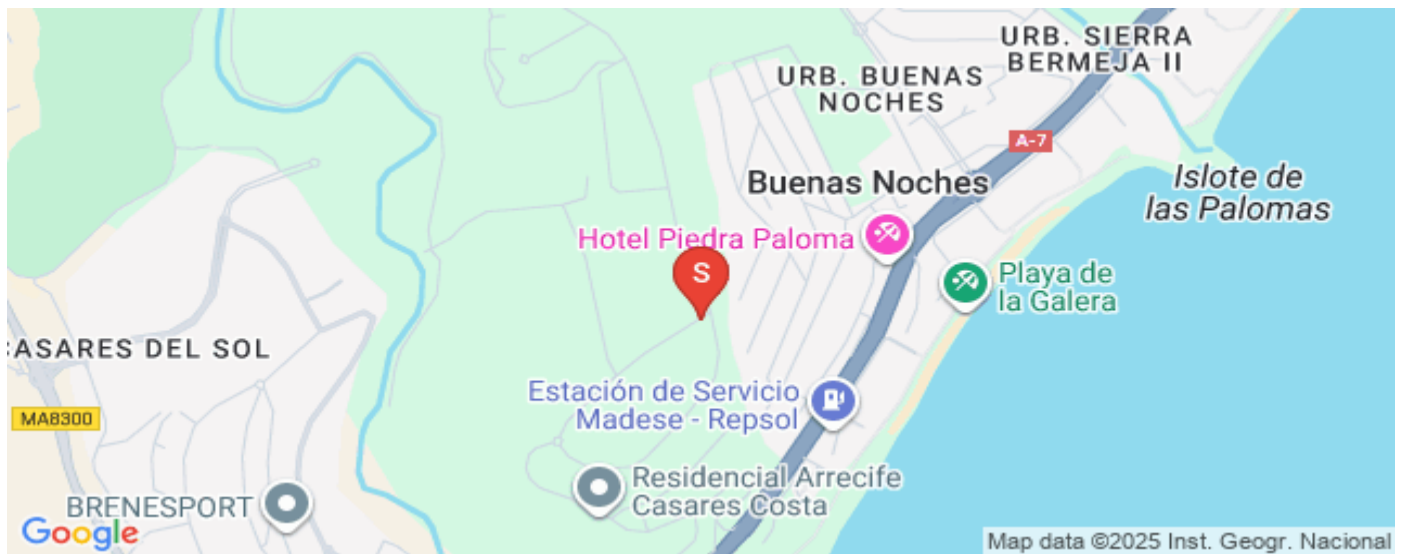 URB. SIERRA
BERMEJA II
URB. BUENAS
NOCHES
A-7
Buenas Noches
Islote de
las Palomas
Hotel Piedra Paloma
S
Playa de
la Galera
CASARES DEL SOL
Estación de Servicio
Madese - Repsol
MA8300
Residencial Arrecife
Casares Costa
BRENESPORT
Google
Map data ©2025 Inst. Geogr. Nacional